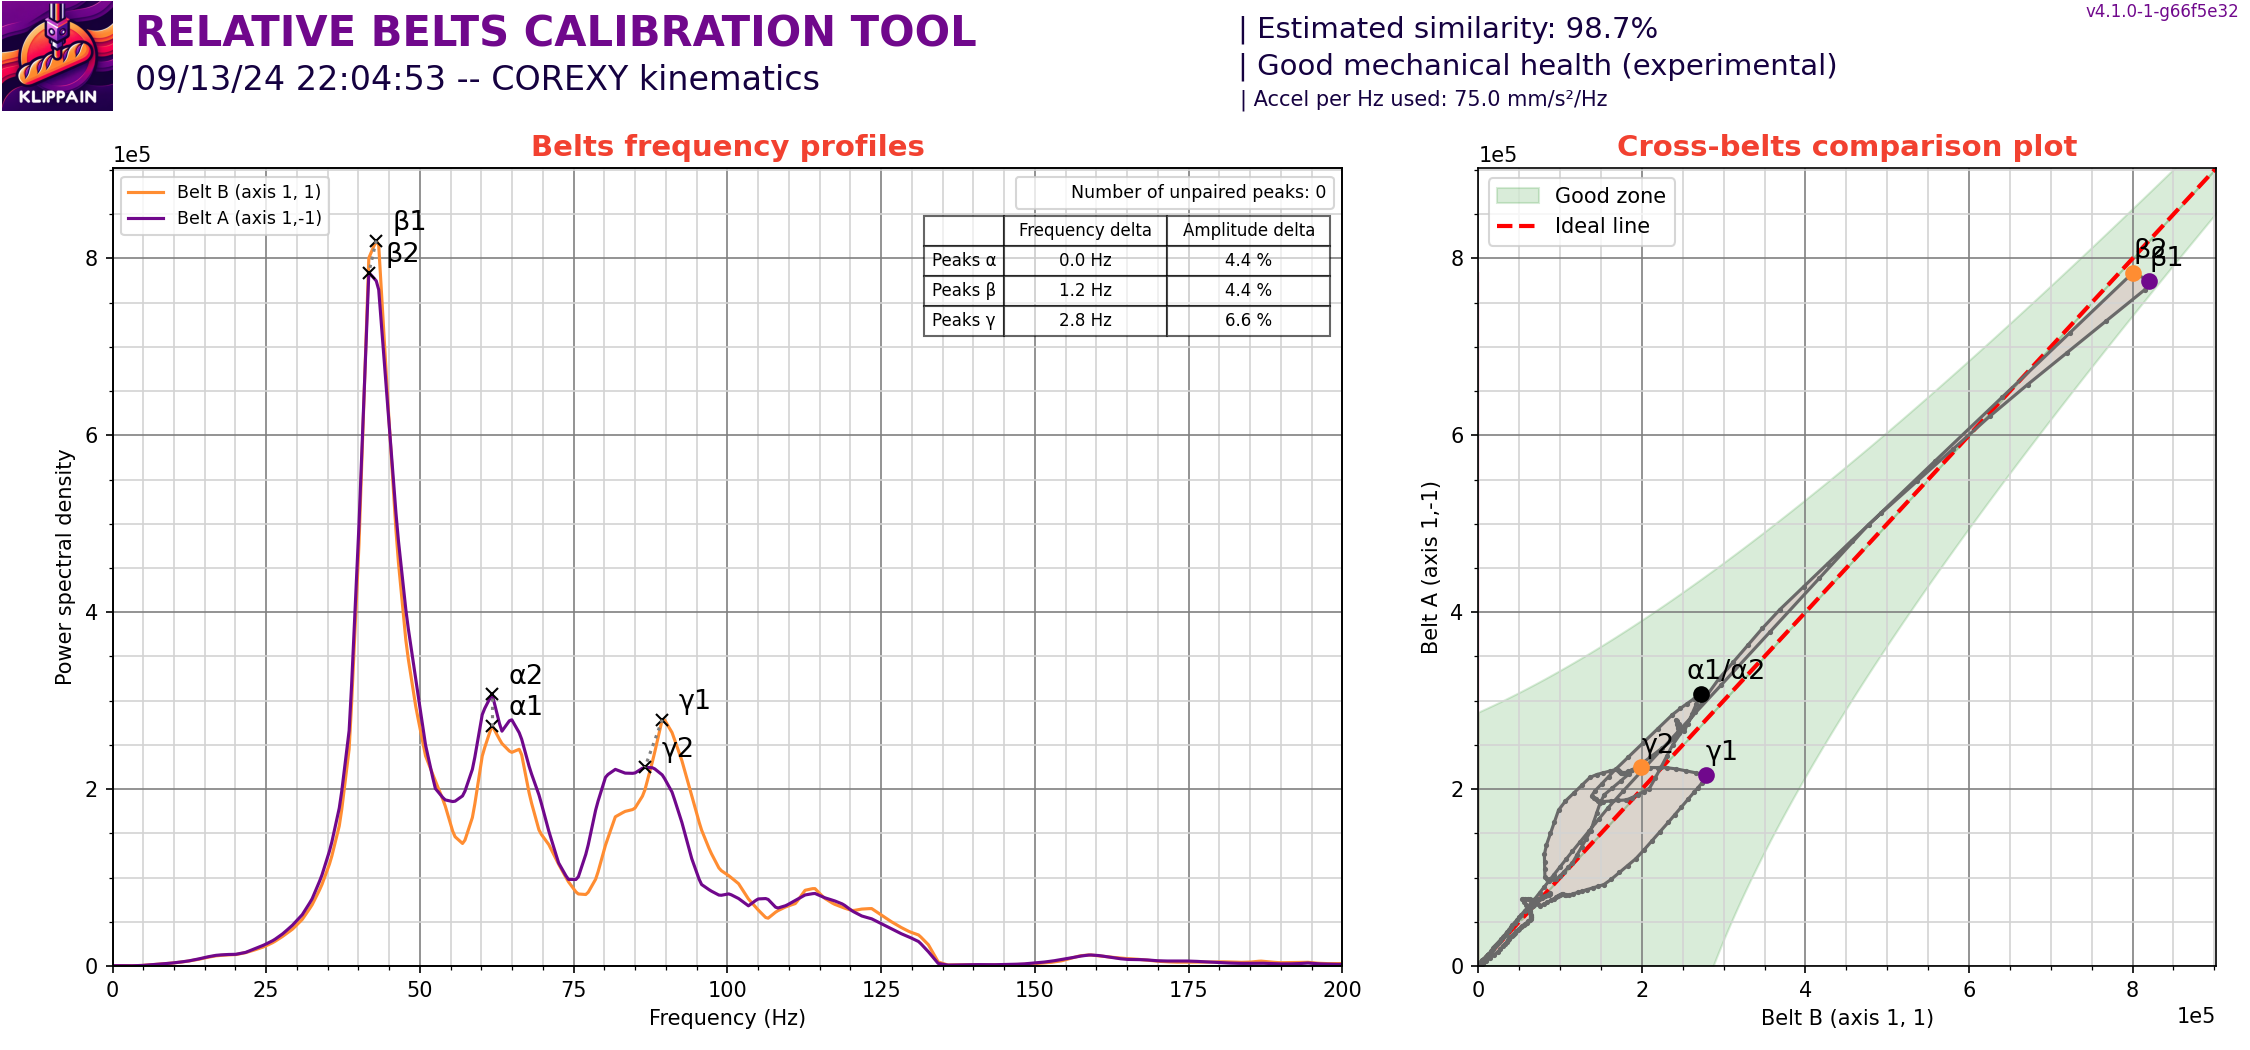 KLIPPAIN
RELATIVE BELTS CALIBRATION TOOL
09/13/24 22:04:53 -- COREXY kinematics
| Estimated similarity: 98.7%
| Good mechanical health (experimental)
| Accel per Hz used: 75.0 mm/s²/Hz
v4.1.0-1-g66f5e32
Belts frequency profiles
1e5
Belt B (axis 1, 1)
Belt A (axis 1,-1)
Number of unpaired peaks: 0
Frequency delta Amplitude delta
Peaks α 0.0 Hz 4.4 %
Peaks β 1.2 Hz 4.4 %
Peaks γ 2.8 Hz 6.6 %
β1
β2
α2
α1
γ1
γ2
8
6
4
2
0
Power spectral density
0 25 50 75 100 125 150 175 200
Frequency (Hz)
Cross-belts comparison plot
1e5
Good zone
Ideal line
β2
β1
α1/α2
γ2
γ1
8
6
4
2
0
Belt A (axis 1,-1)
0 2 4 6 8
Belt B (axis 1, 1)
1e5